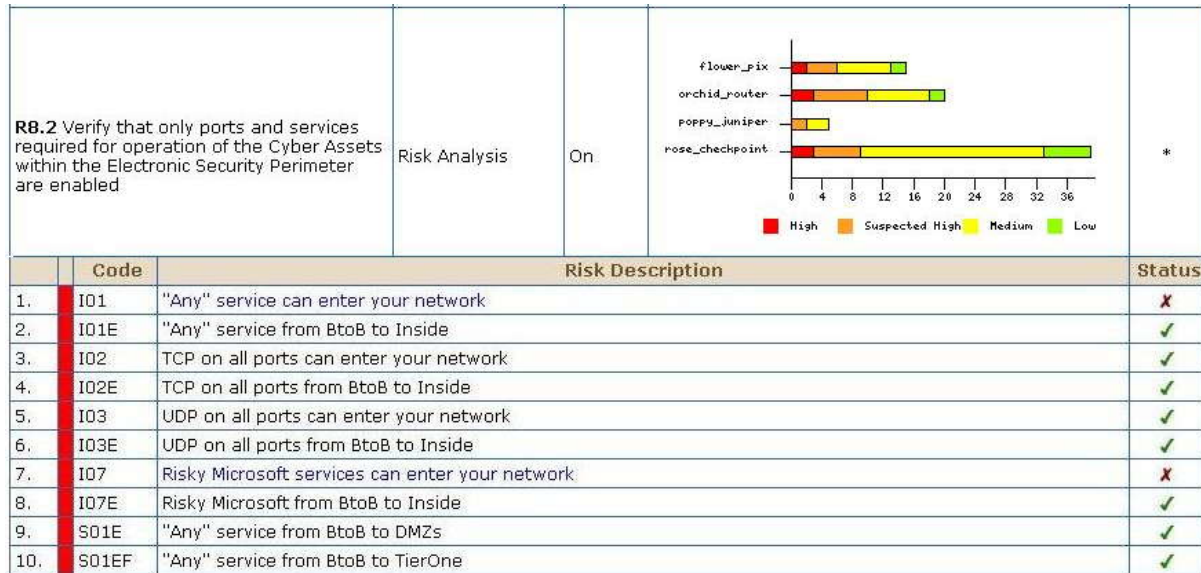 R8.2 Verify that only ports and services
required for operation of the Cyber Assets
within the Electronic Security Perimeter
are enabled
Risk Analysis
On
flower_pix
orchid_router
poppy_juniper
rose_checkpoint
0 4 8 12 16 20 24 28 32 36
High Suspected High Medium Low
*
Code Risk Description Status
1. I01 "Any" service can enter your network ✗
2. I01E "Any" service from BtoB to Inside ✓
3. I02 TCP on all ports can enter your network ✓
4. I02E TCP on all ports from BtoB to Inside ✓
5. I03 UDP on all ports can enter your network ✓
6. I03E UDP on all ports from BtoB to Inside ✓
7. I07 Risky Microsoft services can enter your network ✗
8. I07E Risky Microsoft from BtoB to Inside ✓
9. S01E "Any" service from BtoB to DMZs ✓
10. S01EF "Any" service from BtoB to TierOne ✓